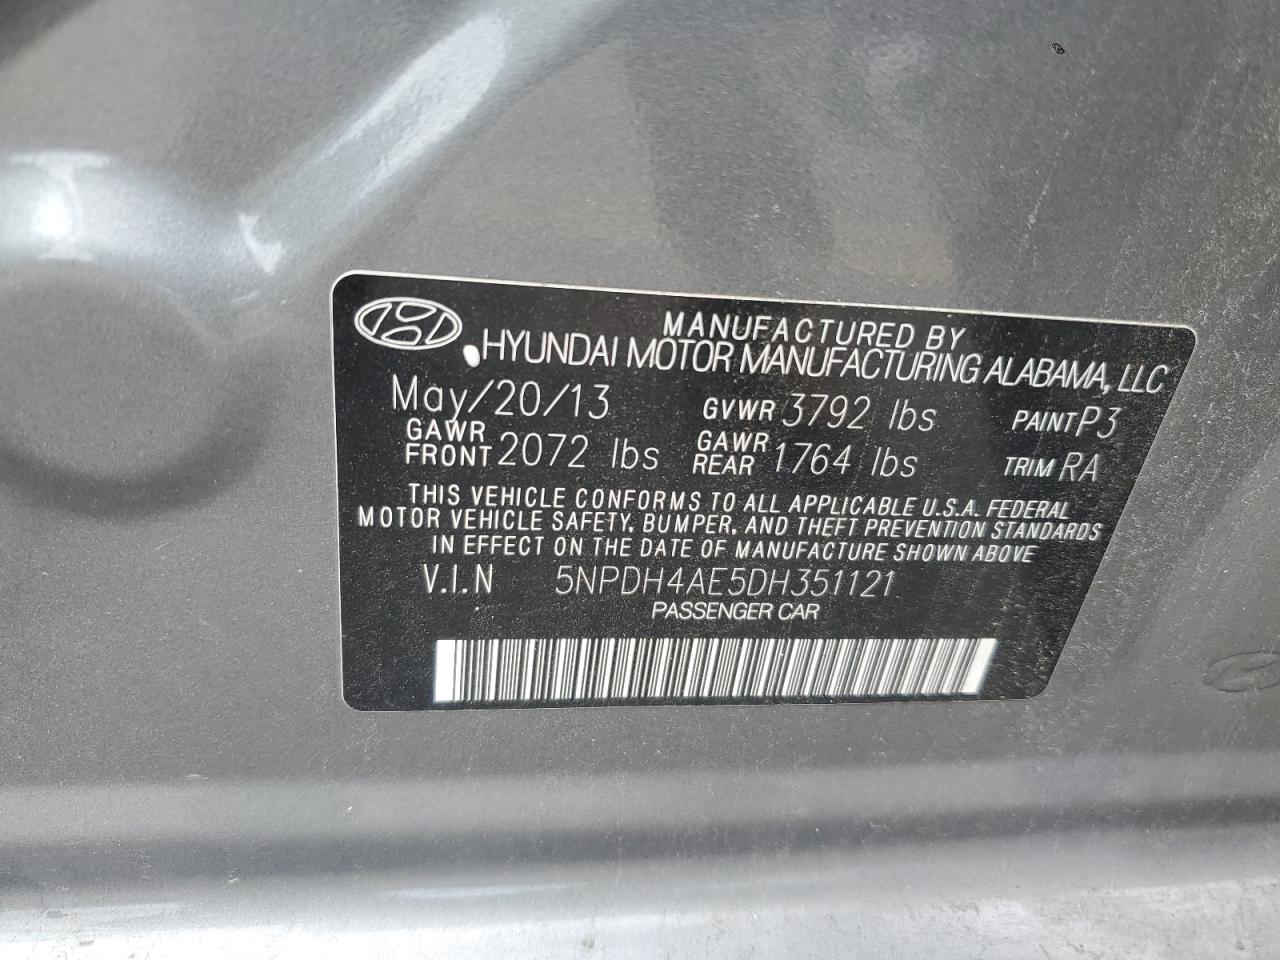 MANUFACTURED BY
HYUNDAI MOTOR MANUFACTURING ALABAMA, LLC
May/20/13 GVWR 3792 lbs PAINT P3
GAWR FRONT 2072 lbs GAWR REAR 1764 lbs TRIM RA
THIS VEHICLE CONFORMS TO ALL APPLICABLE U.S.A. FEDERAL
MOTOR VEHICLE SAFETY, BUMPER, AND THEFT PREVENTION STANDARDS
IN EFFECT ON THE DATE OF MANUFACTURE SHOWN ABOVE
V.I.N 5NPDH4AE5DH351121
PASSENGER CAR